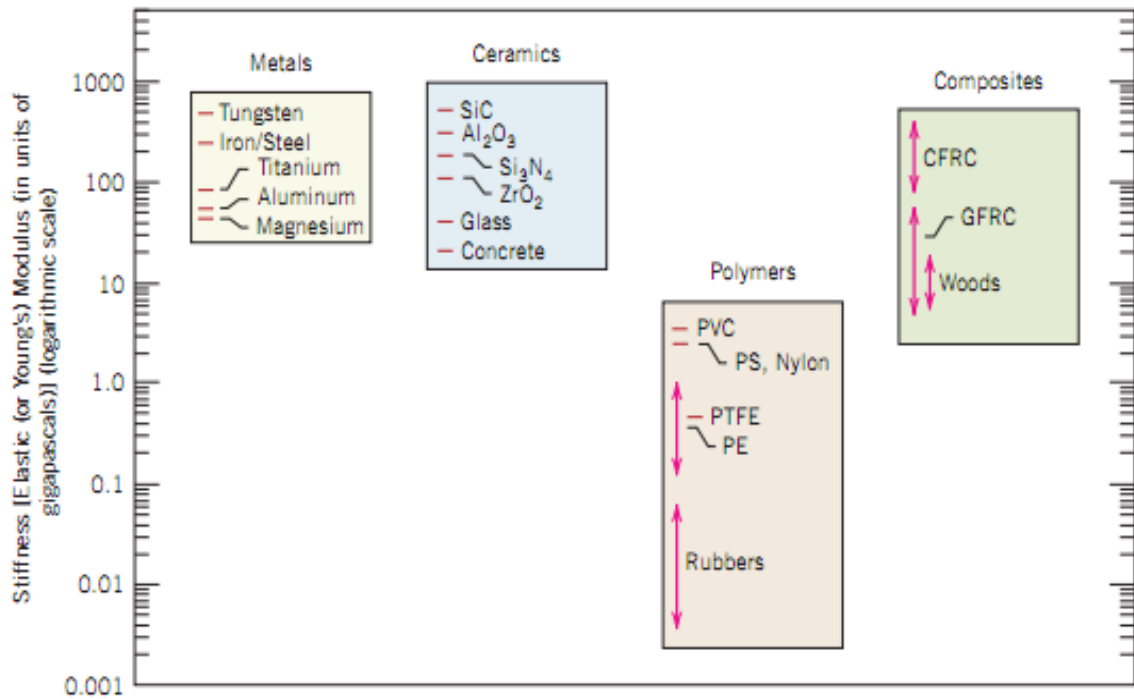 Stiffness [Elastic (or Young's) Modulus (in units of
gigapascals)] (logarithmic scale)
1000
100
10
1.0
0.1
0.01
0.001
Metals
Tungsten
Iron/Steel
Titanium
Aluminum
Magnesium
Ceramics
SiC
Al₂O₃
Si₃N₄
ZrO₂
Glass
Concrete
Polymers
PVC
PS, Nylon
PTFE
PE
Rubbers
Composites
CFRC
GFRC
Woods